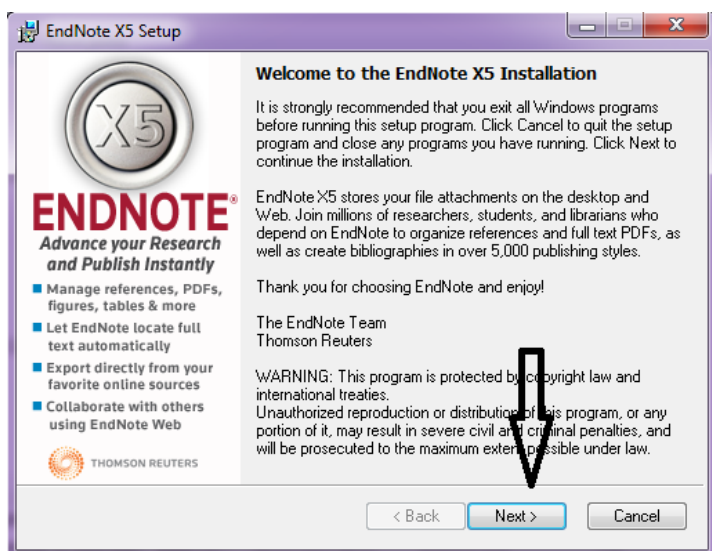 EndNote X5 Setup
X5
ENDNOTE®
Advance your Research
and Publish Instantly
Manage references, PDFs,
figures, tables & more
Let EndNote locate full
text automatically
Export directly from your
favorite online sources
Collaborate with others
using EndNote Web
THOMSON REUTERS
Welcome to the EndNote X5 Installation
It is strongly recommended that you exit all Windows programs
before running this setup program. Click Cancel to quit the setup
program and close any programs you have running. Click Next to
continue the installation.
EndNote X5 stores your file attachments on the desktop and
Web. Join millions of researchers, students, and librarians who
depend on EndNote to organize references and full text PDFs, as
well as create bibliographies in over 5,000 publishing styles.
Thank you for choosing EndNote and enjoy!
The EndNote Team
Thomson Reuters
WARNING: This program is protected by copyright law and
international treaties.
Unauthorized reproduction or distribution of this program, or any
portion of it, may result in severe civil and criminal penalties, and
will be prosecuted to the maximum extent possible under law.
< Back
Next >
Cancel